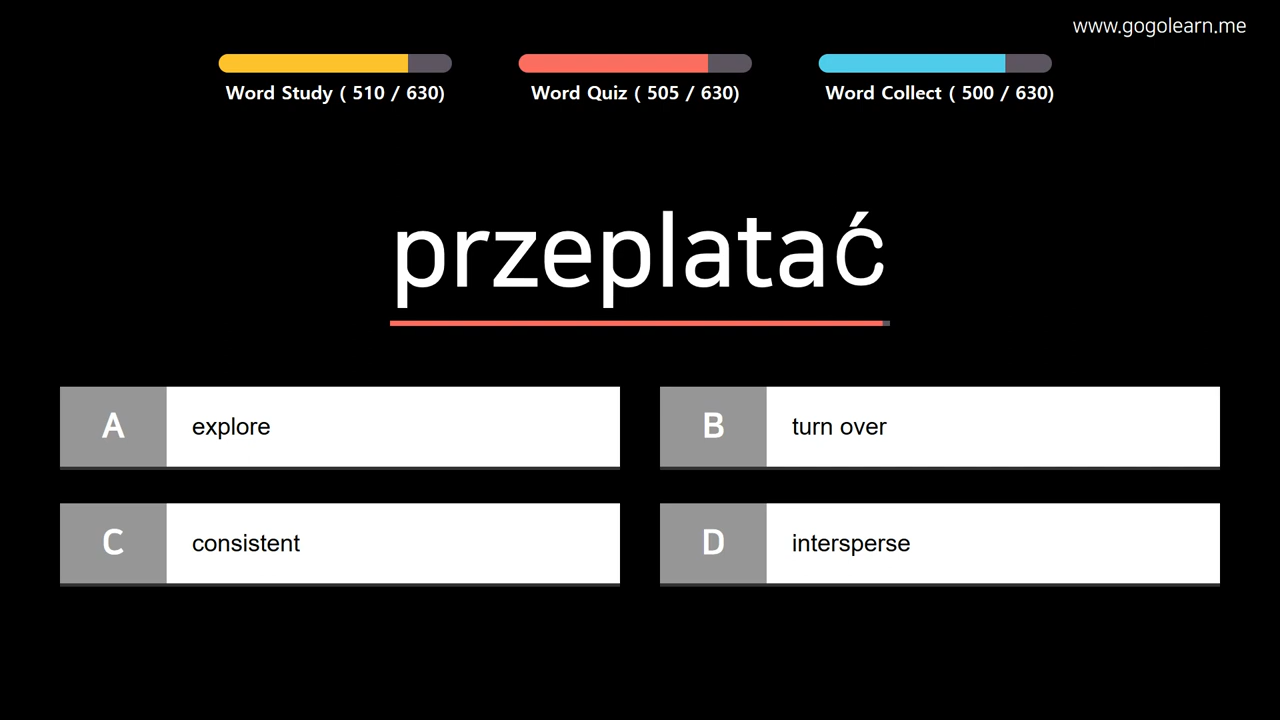 www.gogolearn.me
Word Study ( 510 / 630)
Word Quiz ( 505 / 630)
Word Collect ( 500 / 630)
przeplatać
A
explore
B
turn over
C
consistent
D
intersperse